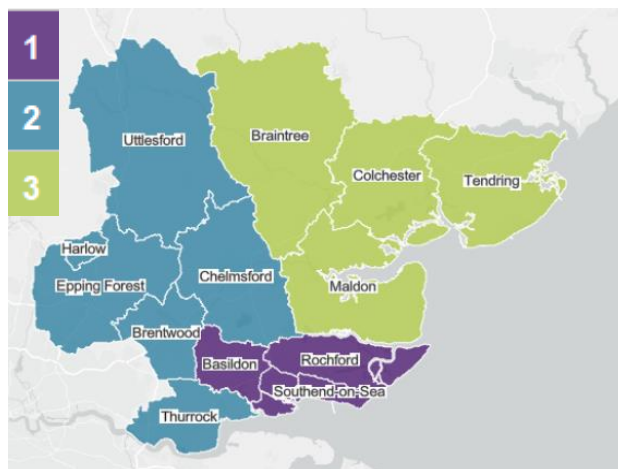 1
2
3
Uttlesford
Braintree
Colchester
Tendring
Harlow
Epping Forest
Chelmsford
Maldon
Brentwood
Basildon
Rochford
Southend-on-Sea
Thurrock